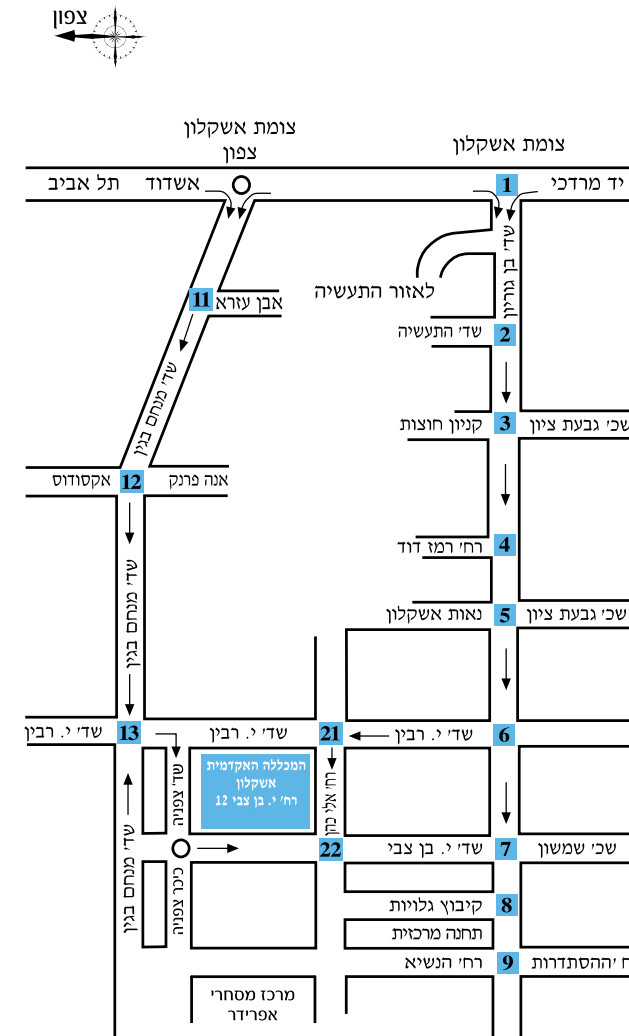 צפון
צומת אשקלון
צפון
צומת אשקלון
תל אביב
אשדוד
1
יד מרדכי
שד׳ בן גוריון
11
אבן עזרא
לאזור התעשיה
שד׳ התעשיה
2
שד׳ מנחם בגין
קניון חוצות
3
שכ׳ גבעת ציון
אקסודוס
12
אנה פרנק
רח׳ רמז דוד
4
שד׳ מנחם בגין
נאות אשקלון
5
שכ׳ גבעת ציון
שד׳ י. רבין
13
שד׳ י. רבין
21
שד׳ י. רבין
6
שד׳ צפניה
המכללה האקדמית
אשקלון
רח׳ י. בן צבי 12
רח׳ אלי כהן
שד׳ מנחם בגין
כיכר צפניה
22
שד׳ י. בן צבי
7
שכ׳ שמשון
קיבוץ גלויות
8
תחנה מרכזית
רח׳ הנשיא
9
ח׳ ההסתדרות
מרכז מסחרי
אפרידר